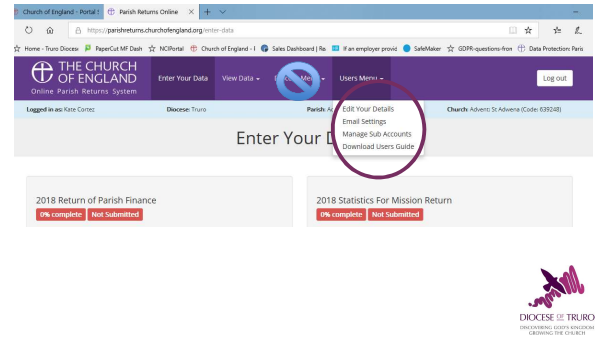 Church of England - Portal S
Parish Returns Online
https://parishreturns.churchofengland.org/enter-data
Home - Truro Diocese
PaperCut MF Dash
NCIPortal
Church of England - I
Sales Dashboard | Re
If an employer provid
SafeMaker
GDPR-questions-fron
Data Protection: Paris
THE CHURCH
OF ENGLAND
Online Parish Returns System
Enter Your Data
View Data
Users Menu
Log out
Logged in as: Kate Cortez
Diocese: Truro
Parish: A
Church: Advent: St Adwena (Code: 639248)
Edit Your Details
Email Settings
Manage Sub Accounts
Download Users Guide
Enter Your D
2018 Return of Parish Finance
0% complete
Not Submitted
2018 Statistics For Mission Return
0% complete
Not Submitted
DIOCESE OF TRURO
DISCOVERING GOD'S KINGDOM
GROWING THE CHURCH